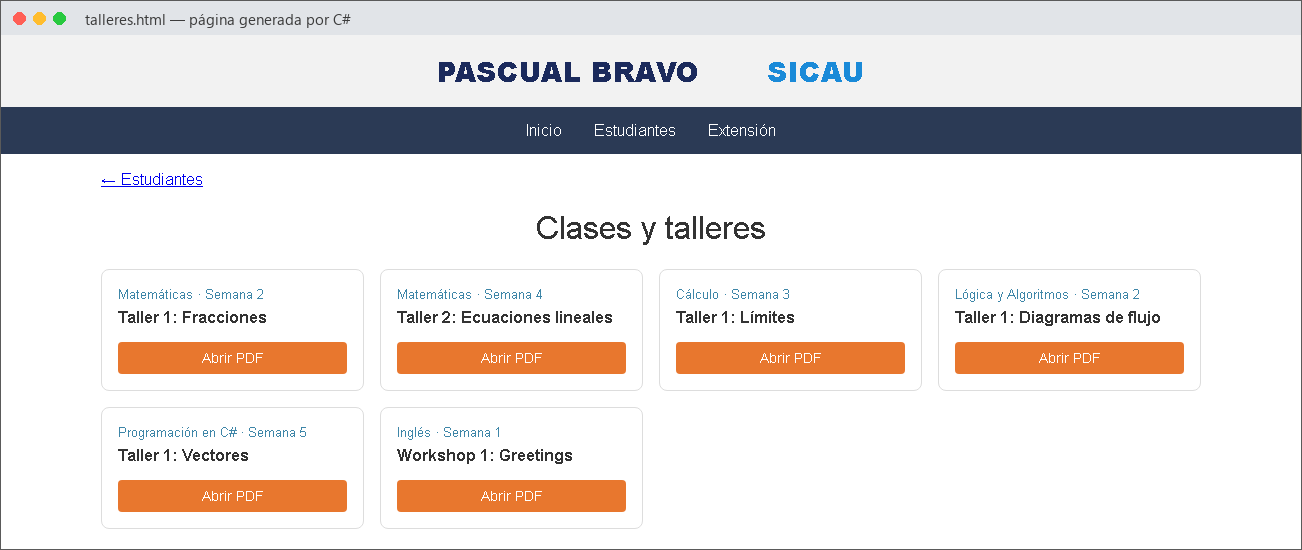 talleres.html — página generada por C#
PASCUAL BRAVO SICAU
Inicio Estudiantes Extensión
← Estudiantes
Clases y talleres
Matemáticas · Semana 2
Taller 1: Fracciones
Abrir PDF
Matemáticas · Semana 4
Taller 2: Ecuaciones lineales
Abrir PDF
Cálculo · Semana 3
Taller 1: Límites
Abrir PDF
Lógica y Algoritmos · Semana 2
Taller 1: Diagramas de flujo
Abrir PDF
Programación en C# · Semana 5
Taller 1: Vectores
Abrir PDF
Inglés · Semana 1
Workshop 1: Greetings
Abrir PDF